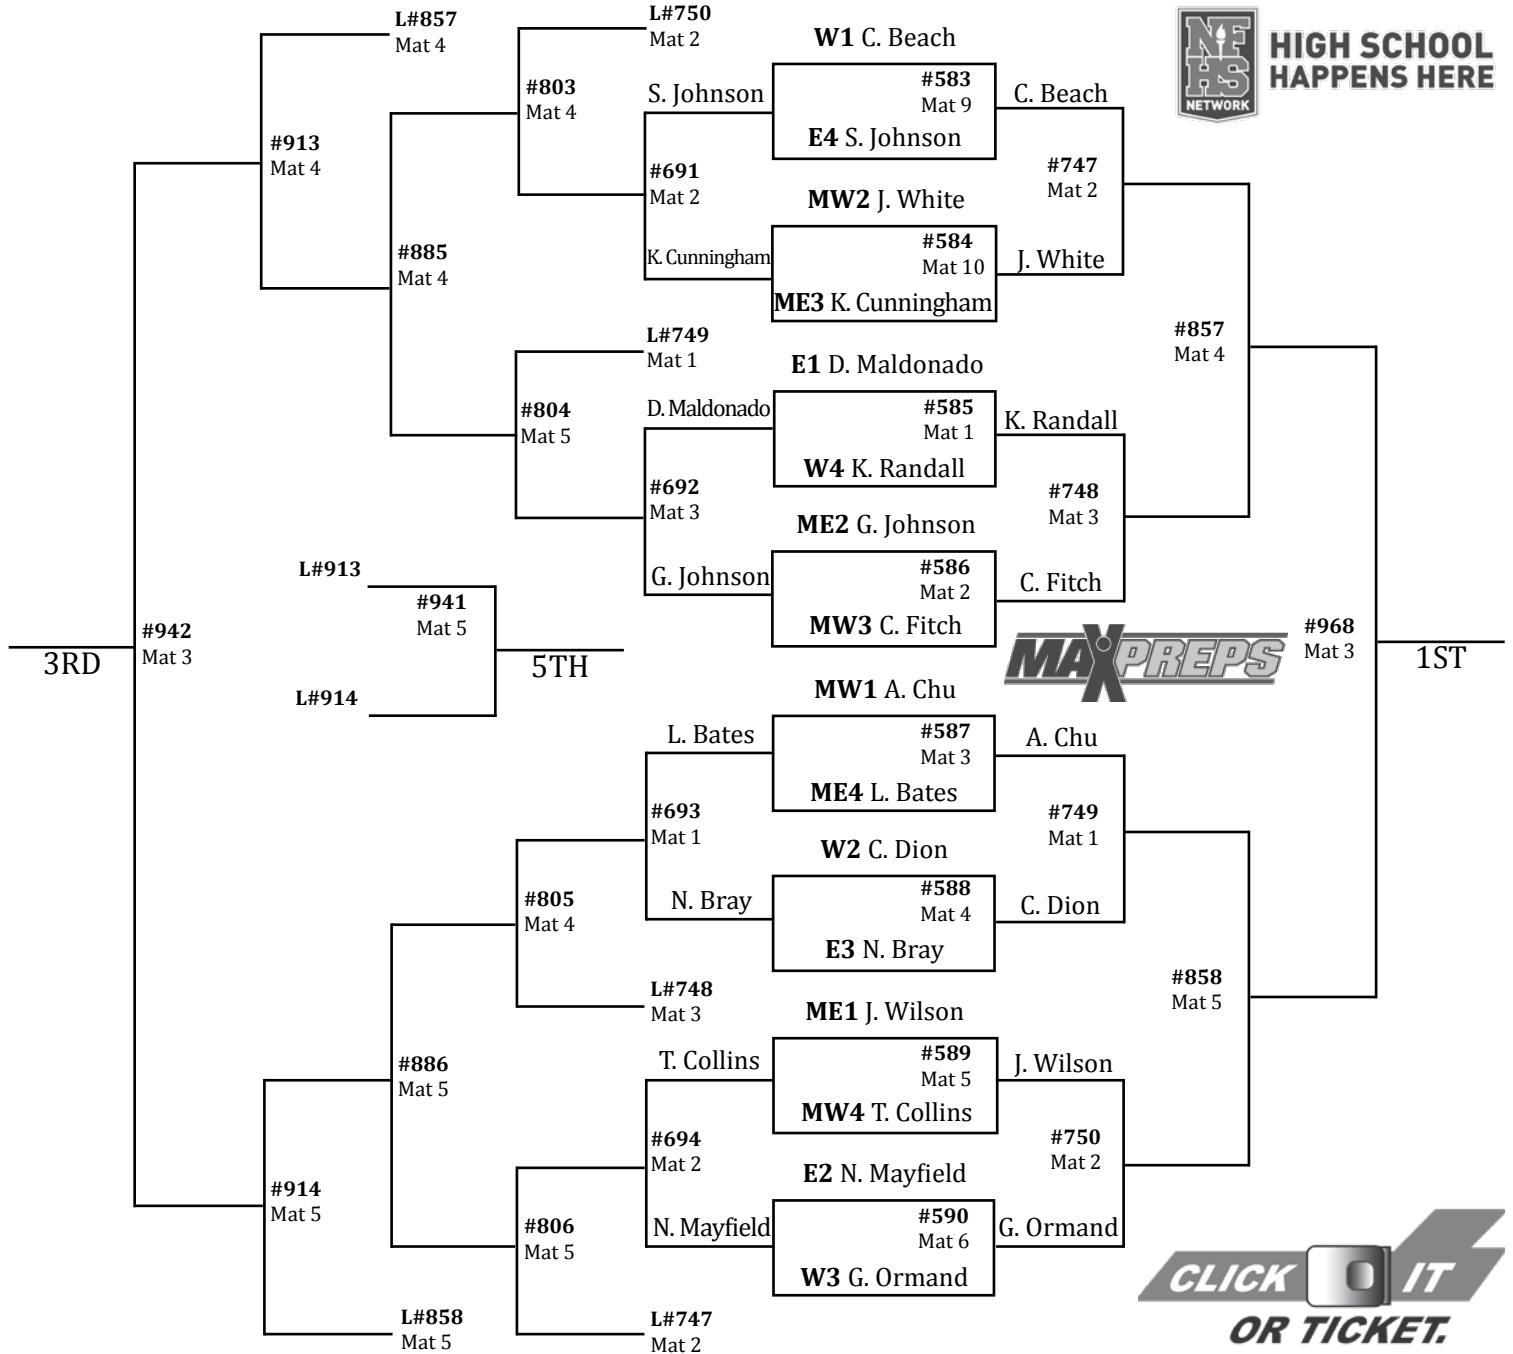 L#857
Mat 4
L#750
Mat 2
W1 C. Beach
NFHS
NETWORK
HIGH SCHOOL
HAPPENS HERE
#803
Mat 4
S. Johnson
#583
Mat 9
C. Beach
E4 S. Johnson
#913
Mat 4
#691
Mat 2
#747
Mat 2
MW2 J. White
#885
Mat 4
K. Cunningham
#584
Mat 10
J. White
ME3 K. Cunningham
L#749
Mat 1
#857
Mat 4
E1 D. Maldonado
#804
Mat 5
D. Maldonado
#585
Mat 1
K. Randall
W4 K. Randall
#692
Mat 3
#748
Mat 3
ME2 G. Johnson
L#913
G. Johnson
#586
Mat 2
C. Fitch
#941
Mat 5
MW3 C. Fitch
#942
Mat 3
3RD
5TH
MAXPREPS
#968
Mat 3
1ST
L#914
MW1 A. Chu
L. Bates
#587
Mat 3
A. Chu
ME4 L. Bates
#693
Mat 1
#749
Mat 1
W2 C. Dion
#805
Mat 4
N. Bray
#588
Mat 4
C. Dion
E3 N. Bray
L#748
Mat 3
#858
Mat 5
ME1 J. Wilson
#886
Mat 5
T. Collins
#589
Mat 5
J. Wilson
MW4 T. Collins
#694
Mat 2
#750
Mat 2
E2 N. Mayfield
#914
Mat 5
#806
Mat 5
N. Mayfield
#590
Mat 6
G. Ormand
W3 G. Ormand
L#858
Mat 5
L#747
Mat 2
CLICK IT
OR TICKET.